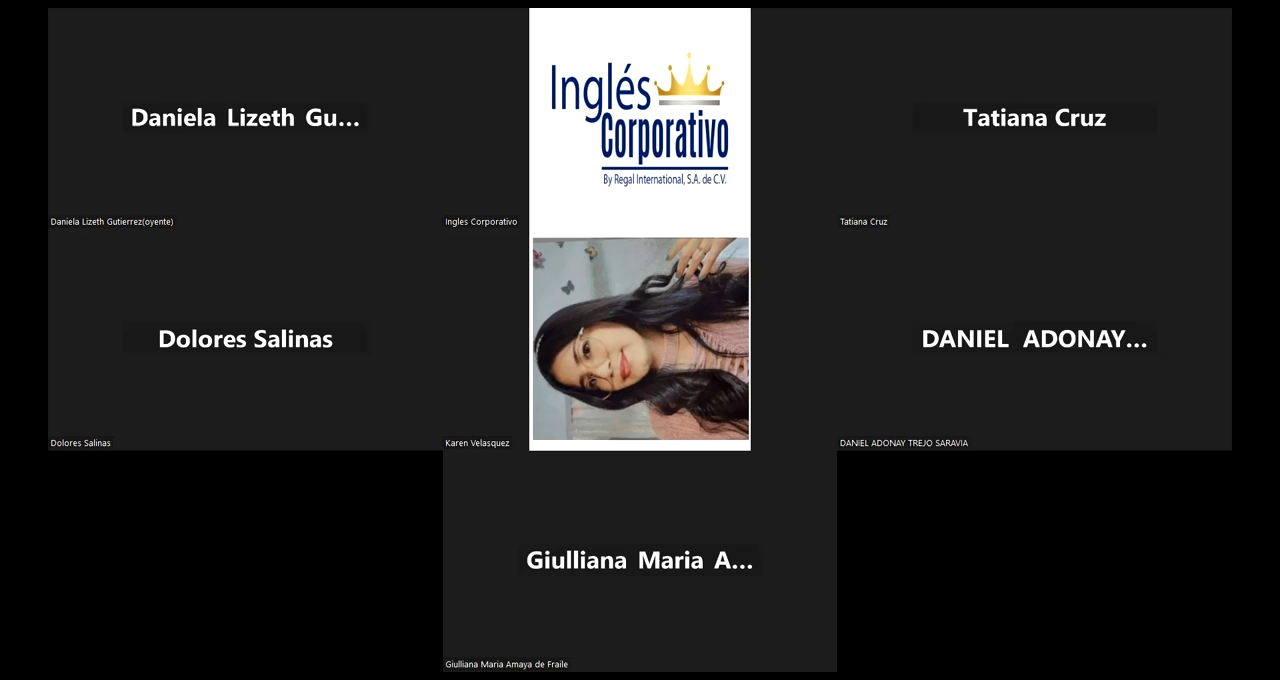 Daniela Lizeth Gu...
Inglés
Corporativo
By Regal International, S.A. de C.V.
Tatiana Cruz
Daniela Lizeth Gutierrez(oyente)
Ingles Corporativo
Tatiana Cruz
Dolores Salinas
DANIEL ADONAY...
Dolores Salinas
Karen Velasquez
DANIEL ADONAY TREJO SARAVIA
Giulliana Maria A...
Giulliana Maria Amaya de Fraile